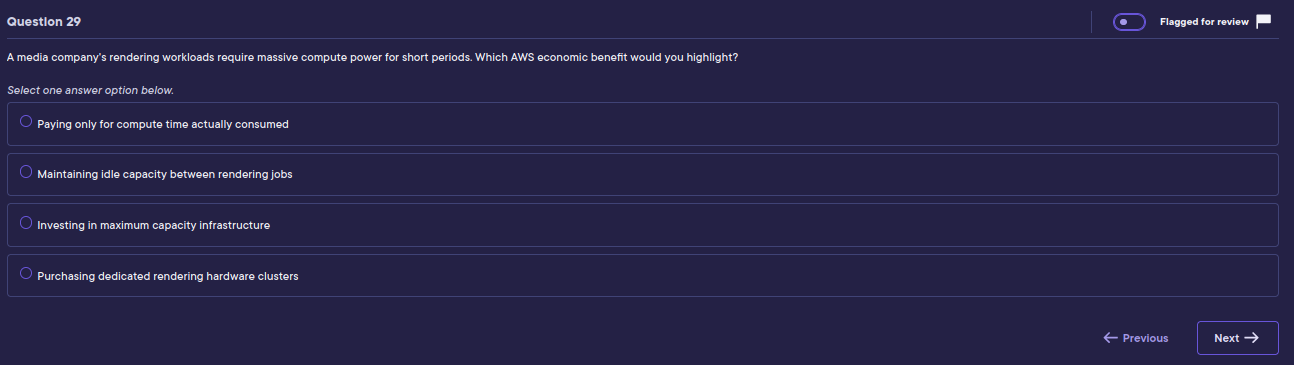 Question 29
Flagged for review
A media company's rendering workloads require massive compute power for short periods. Which AWS economic benefit would you highlight?
Select one answer option below.
Paying only for compute time actually consumed
Maintaining idle capacity between rendering jobs
Investing in maximum capacity infrastructure
Purchasing dedicated rendering hardware clusters
Previous
Next